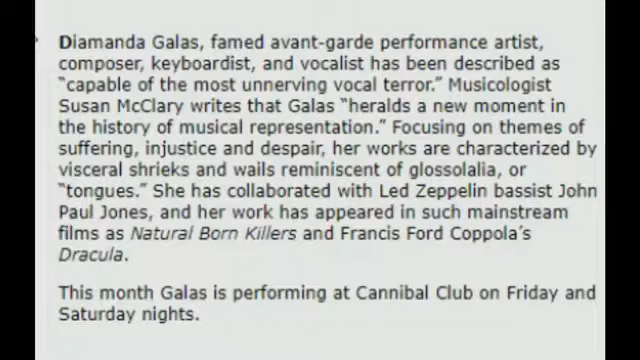 Diamanda Galas, famed avant-garde performance artist,
composer, keyboardist, and vocalist has been described as
“capable of the most unnerving vocal terror.” Musicologist
Susan McClary writes that Galas “heralds a new moment in
the history of musical representation.” Focusing on themes of
suffering, injustice and despair, her works are characterized by
visceral shrieks and wails reminiscent of glossolalia, or
“tongues.” She has collaborated with Led Zeppelin bassist John
Paul Jones, and her work has appeared in such mainstream
films as Natural Born Killers and Francis Ford Coppola’s
Dracula.
This month Galas is performing at Cannibal Club on Friday and
Saturday nights.